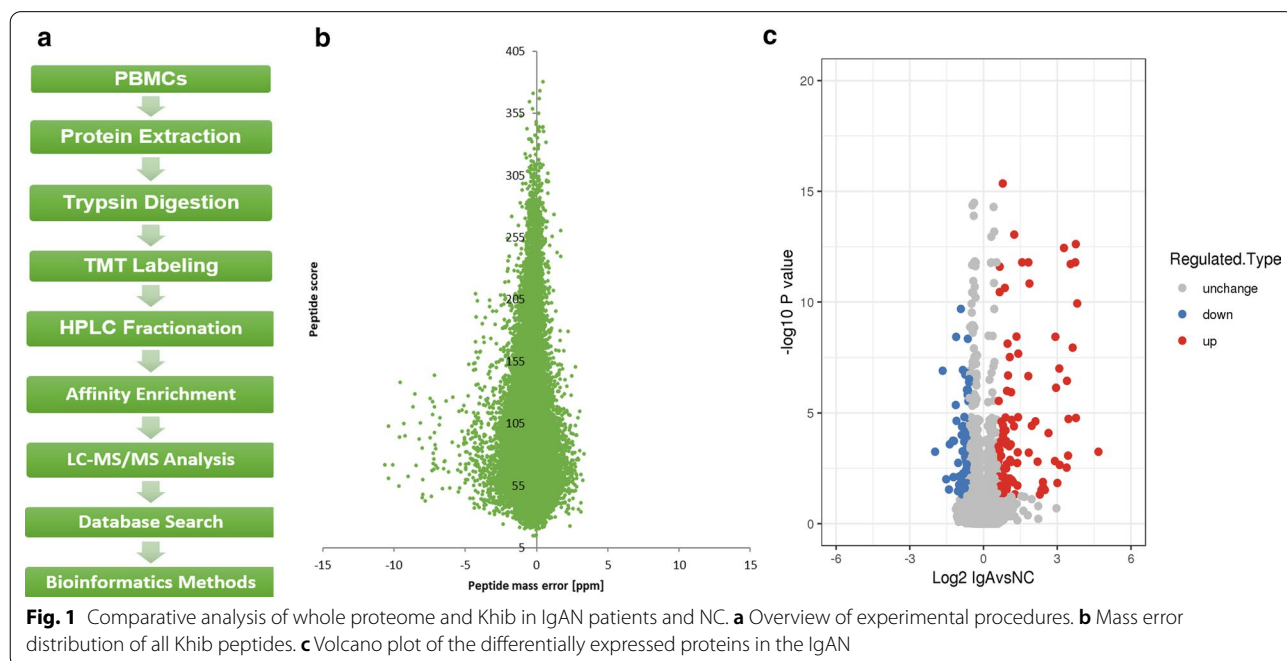 a
PBMCs
Protein Extraction
Trypsin Digestion
TMT Labeling
HPLC Fractionation
Affinity Enrichment
LC-MS/MS Analysis
Database Search
Bioinformatics Methods
b
405
355
305
255
205
155
105
55
5
Peptide score
-15
-10
-5
0
5
10
15
Peptide mass error [ppm]
c
20
15
10
5
0
-log10 P value
-6
-3
0
3
6
Log2 IgAvsNC
Regulated.Type
unchange
down
up
Fig. 1 Comparative analysis of whole proteome and Khib in IgAN patients and NC. a Overview of experimental procedures. b Mass error
distribution of all Khib peptides. c Volcano plot of the differentially expressed proteins in the IgAN